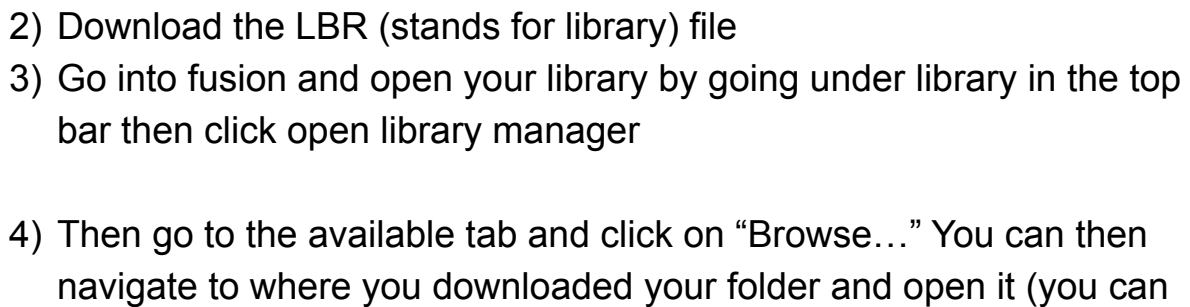 2) Download the LBR (stands for library) file
3) Go into fusion and open your library by going under library in the top
bar then click open library manager
4) Then go to the available tab and click on “Browse…” You can then
navigate to where you downloaded your folder and open it (you can